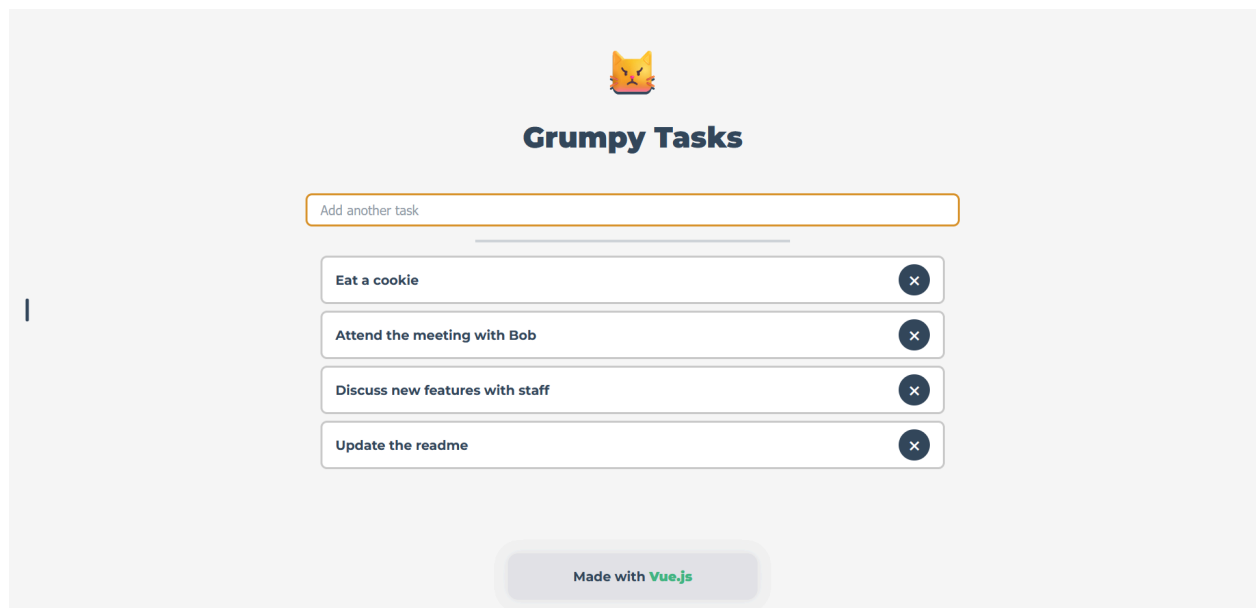 Grumpy Tasks
Add another task
Eat a cookie
Attend the meeting with Bob
Discuss new features with staff
Update the readme
Made with Vue.js